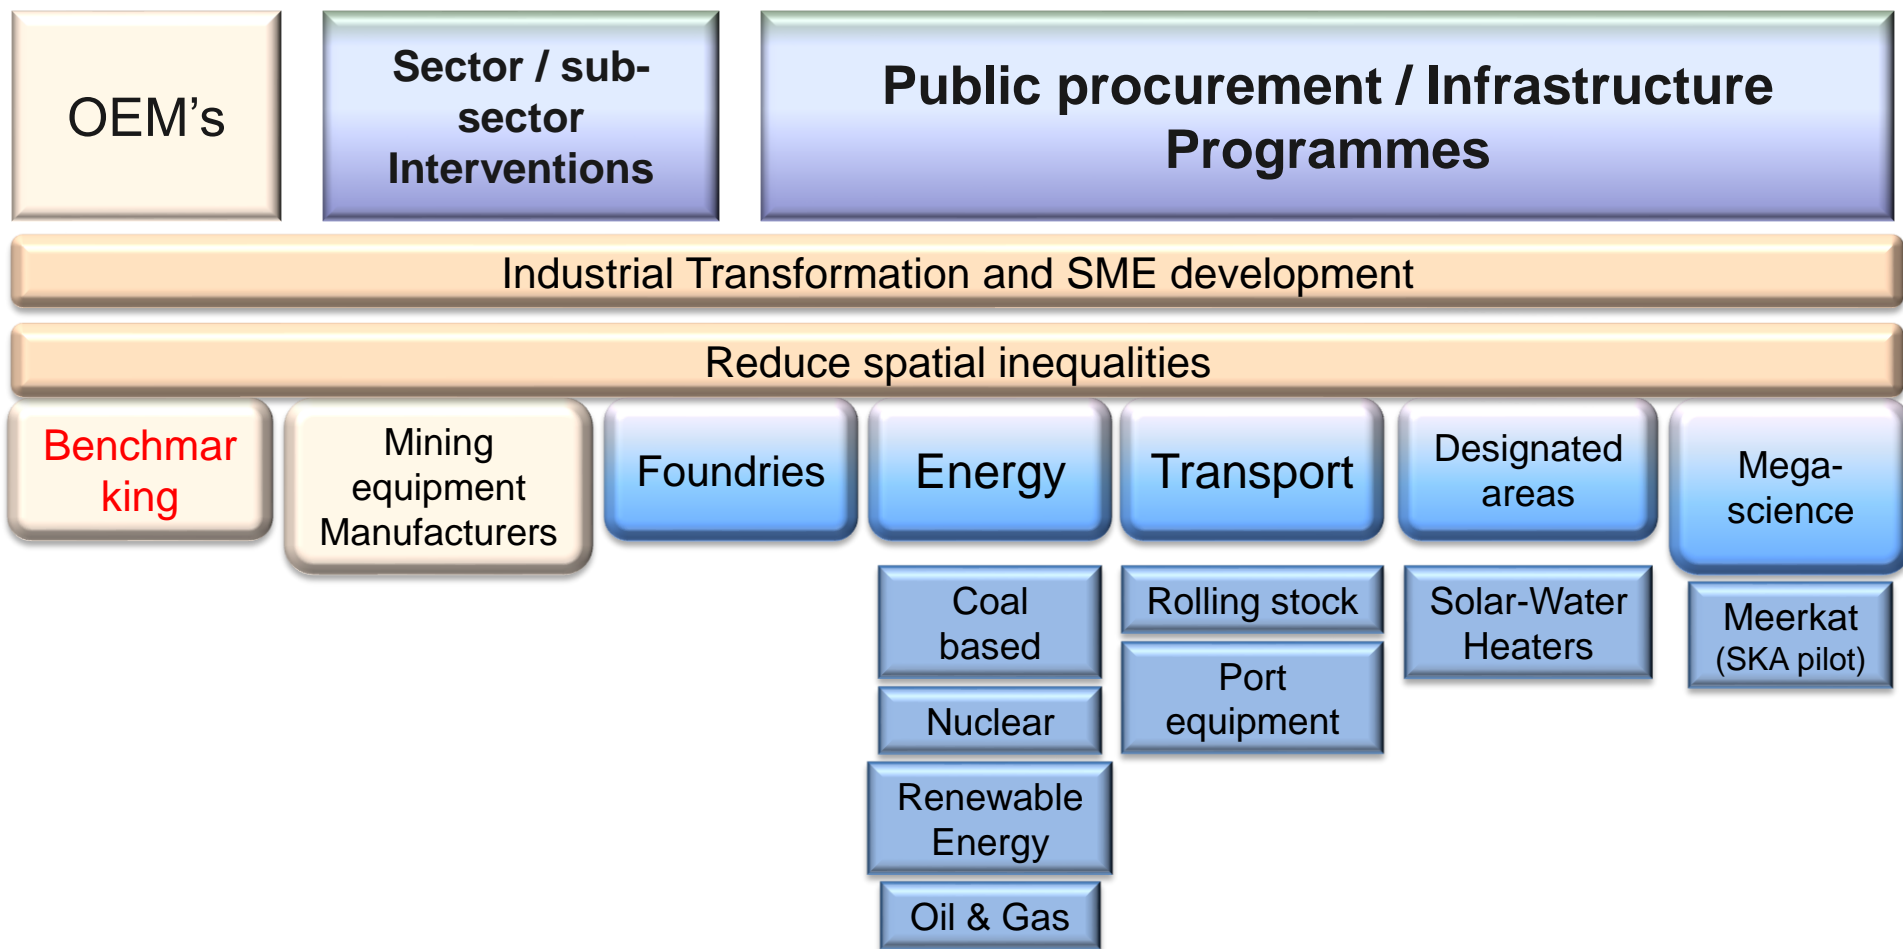 OEM's
Sector / sub-
sector
Interventions
Public procurement / Infrastructure
Programmes
Industrial Transformation and SME development
Reduce spatial inequalities
Benchmar
king
Mining
equipment
Manufacturers
Foundries
Energy
Transport
Designated
areas
Mega-
science
Coal
based
Nuclear
Renewable
Energy
Oil & Gas
Rolling stock
Port
equipment
Solar-Water
Heaters
Meerkat
(SKA pilot)